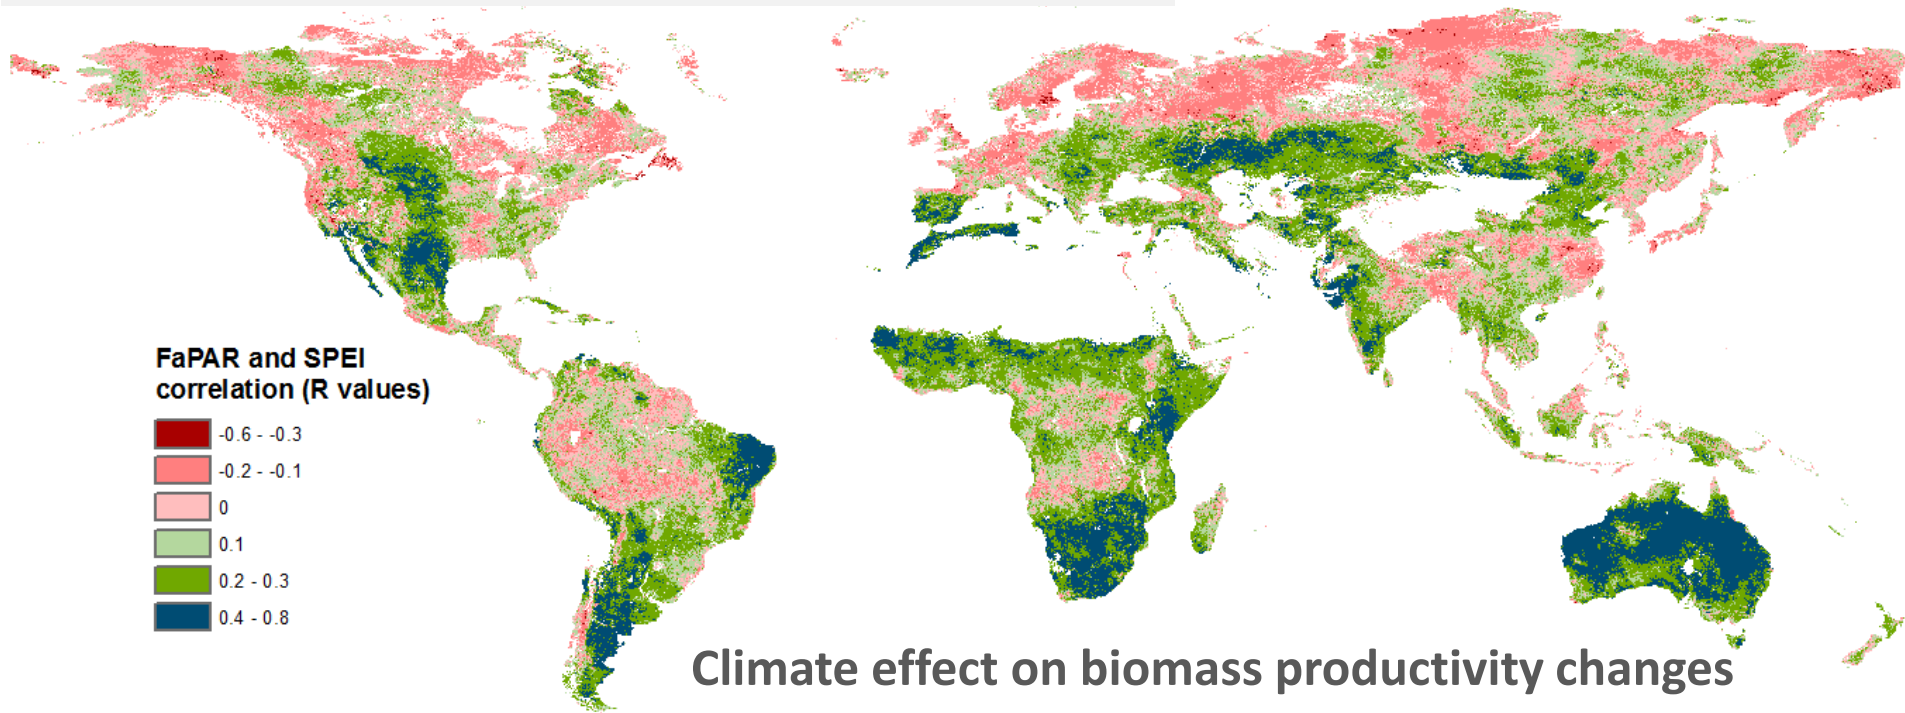 FaPAR and SPEI
correlation (R values)
-0.6 - -0.3
-0.2 - -0.1
0
0.1
0.2 - 0.3
0.4 - 0.8
Climate effect on biomass productivity changes